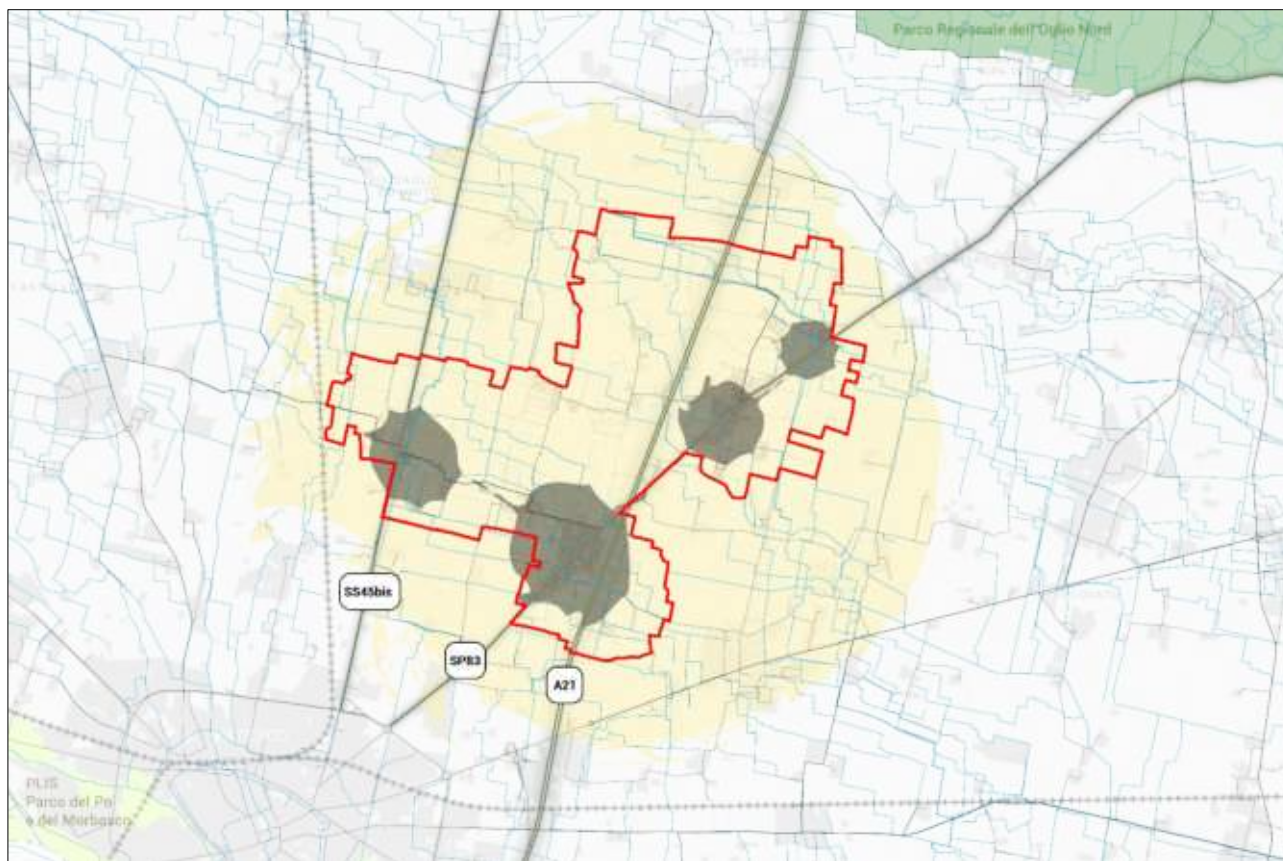 Parco Regionale dell'Oglio Nord
SS45bis
SP83
A21
PLIS
Parco del Po
e del Morbasco